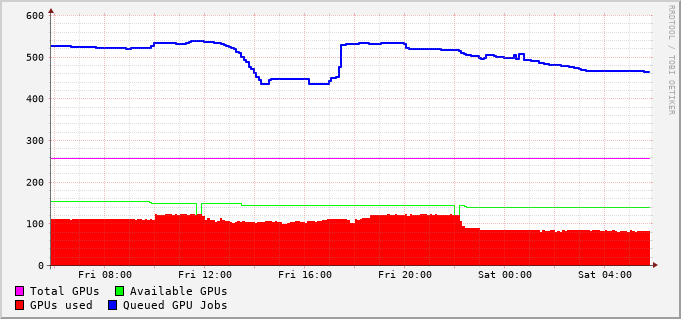 600
500
400
300
200
100
0
Fri 08:00 Fri 12:00 Fri 16:00 Fri 20:00 Sat 00:00 Sat 04:00
Total GPUs Available GPUs
GPUs used Queued GPU Jobs
RRDTOOL / TOBI OETIKER